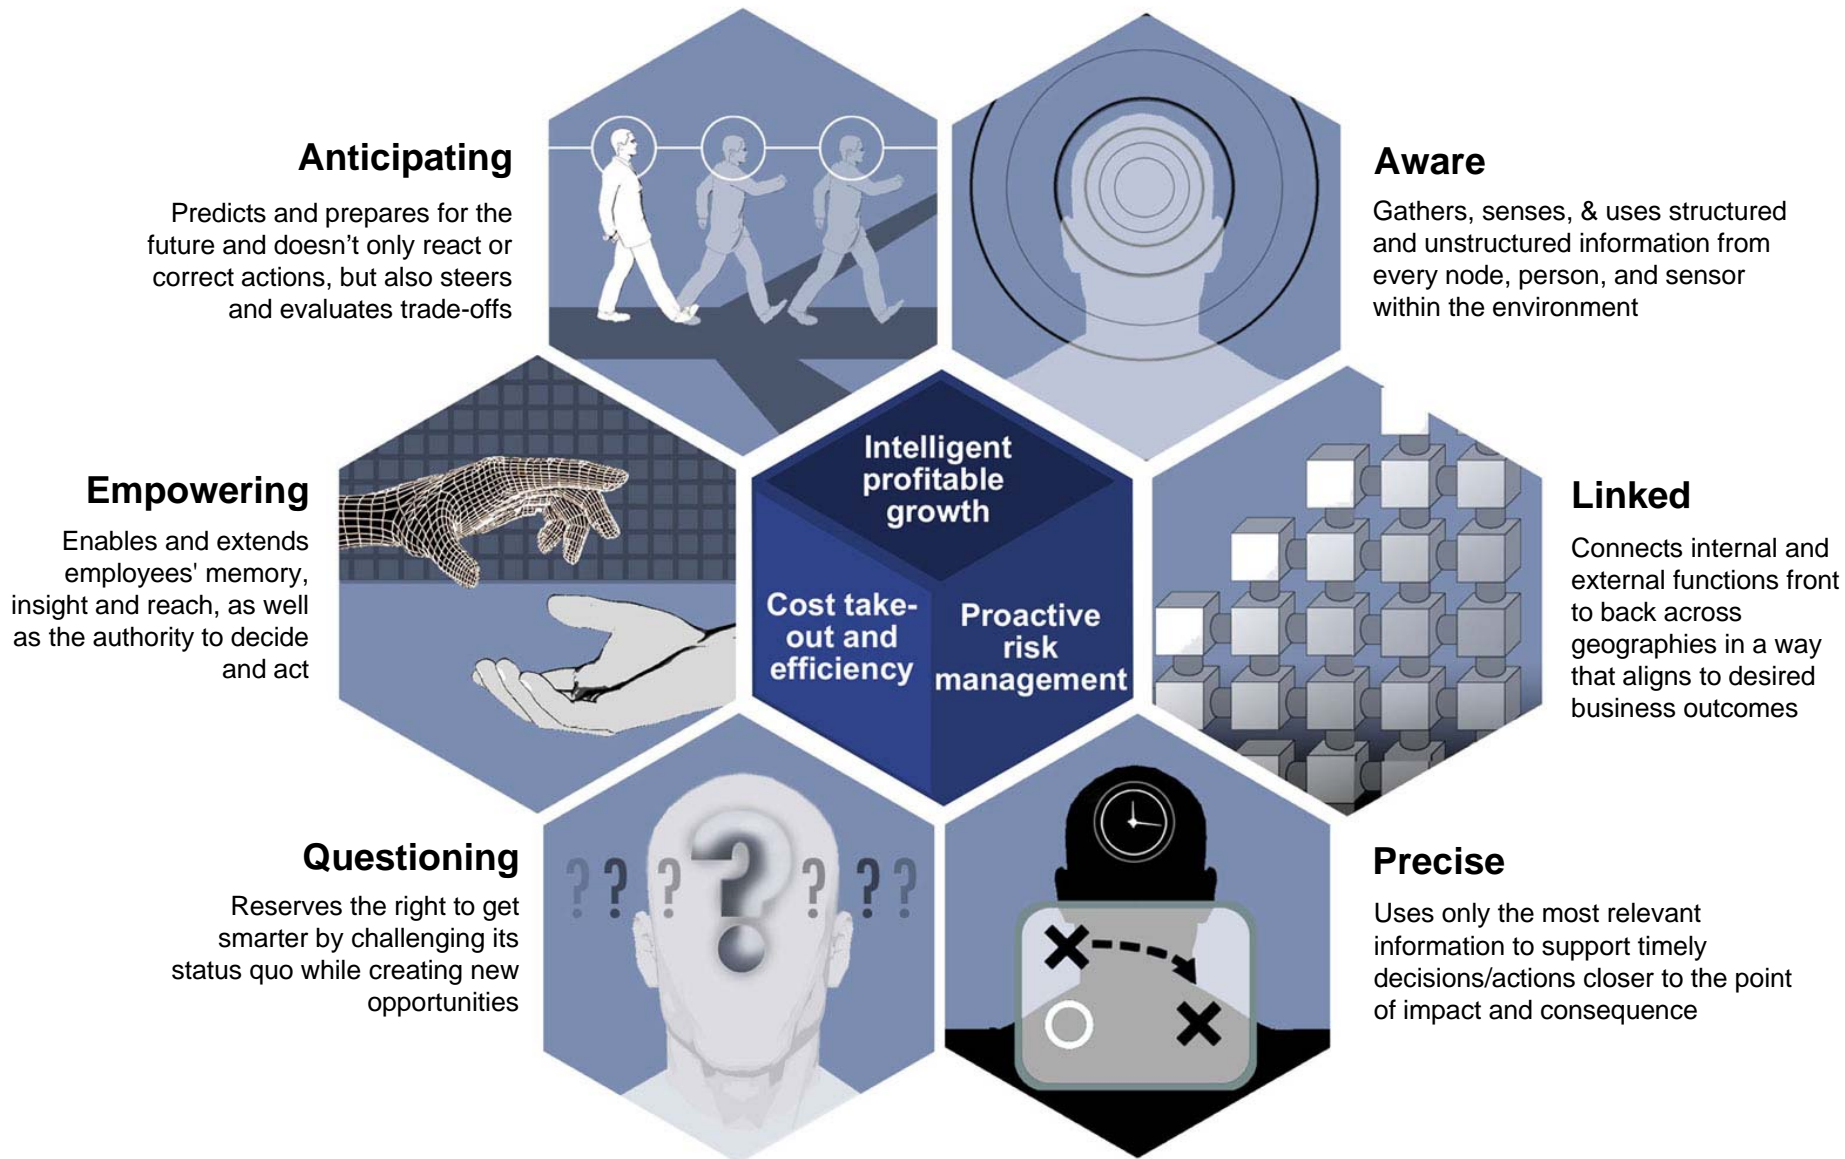 Anticipating
Predicts and prepares for the
future and doesn’t only react or
correct actions, but also steers
and evaluates trade-offs
Aware
Gathers, senses, & uses structured
and unstructured information from
every node, person, and sensor
within the environment
Empowering
Enables and extends
employees' memory,
insight and reach, as well
as the authority to decide
and act
Intelligent
profitable
growth
Cost take-
out and
efficiency
Proactive
risk
management
Linked
Connects internal and
external functions front
to back across
geographies in a way
that aligns to desired
business outcomes
Questioning
Reserves the right to get
smarter by challenging its
status quo while creating new
opportunities
? ? ? ? ? ? ?
Precise
Uses only the most relevant
information to support timely
decisions/actions closer to the point
of impact and consequence